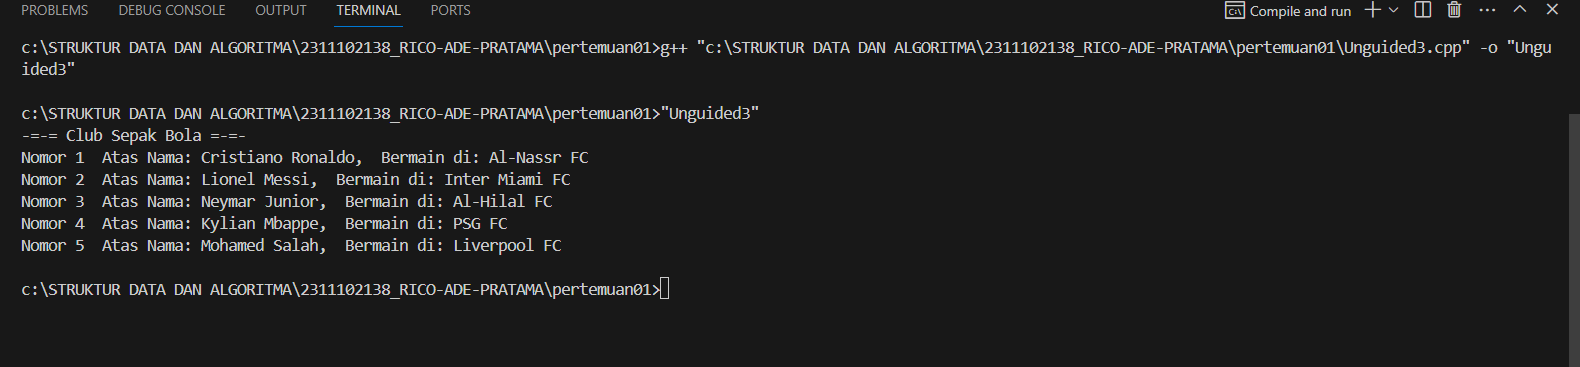 PROBLEMS DEBUG CONSOLE OUTPUT TERMINAL PORTS Compile and run
c:\STRUKTUR DATA DAN ALGORITMA\2311102138_RICO-ADE-PRATAMA\pertemuan01>g++ "c:\STRUKTUR DATA DAN ALGORITMA\2311102138_RICO-ADE-PRATAMA\pertemuan01\Unguided3.cpp" -o "Ungu
ided3"
c:\STRUKTUR DATA DAN ALGORITMA\2311102138_RICO-ADE-PRATAMA\pertemuan01>"Unguided3"
-=-= Club Sepak Bola =-=-
Nomor 1  Atas Nama: Cristiano Ronaldo,  Bermain di: Al-Nassr FC
Nomor 2  Atas Nama: Lionel Messi,  Bermain di: Inter Miami FC
Nomor 3  Atas Nama: Neymar Junior,  Bermain di: Al-Hilal FC
Nomor 4  Atas Nama: Kylian Mbappe,  Bermain di: PSG FC
Nomor 5  Atas Nama: Mohamed Salah,  Bermain di: Liverpool FC
c:\STRUKTUR DATA DAN ALGORITMA\2311102138_RICO-ADE-PRATAMA\pertemuan01>